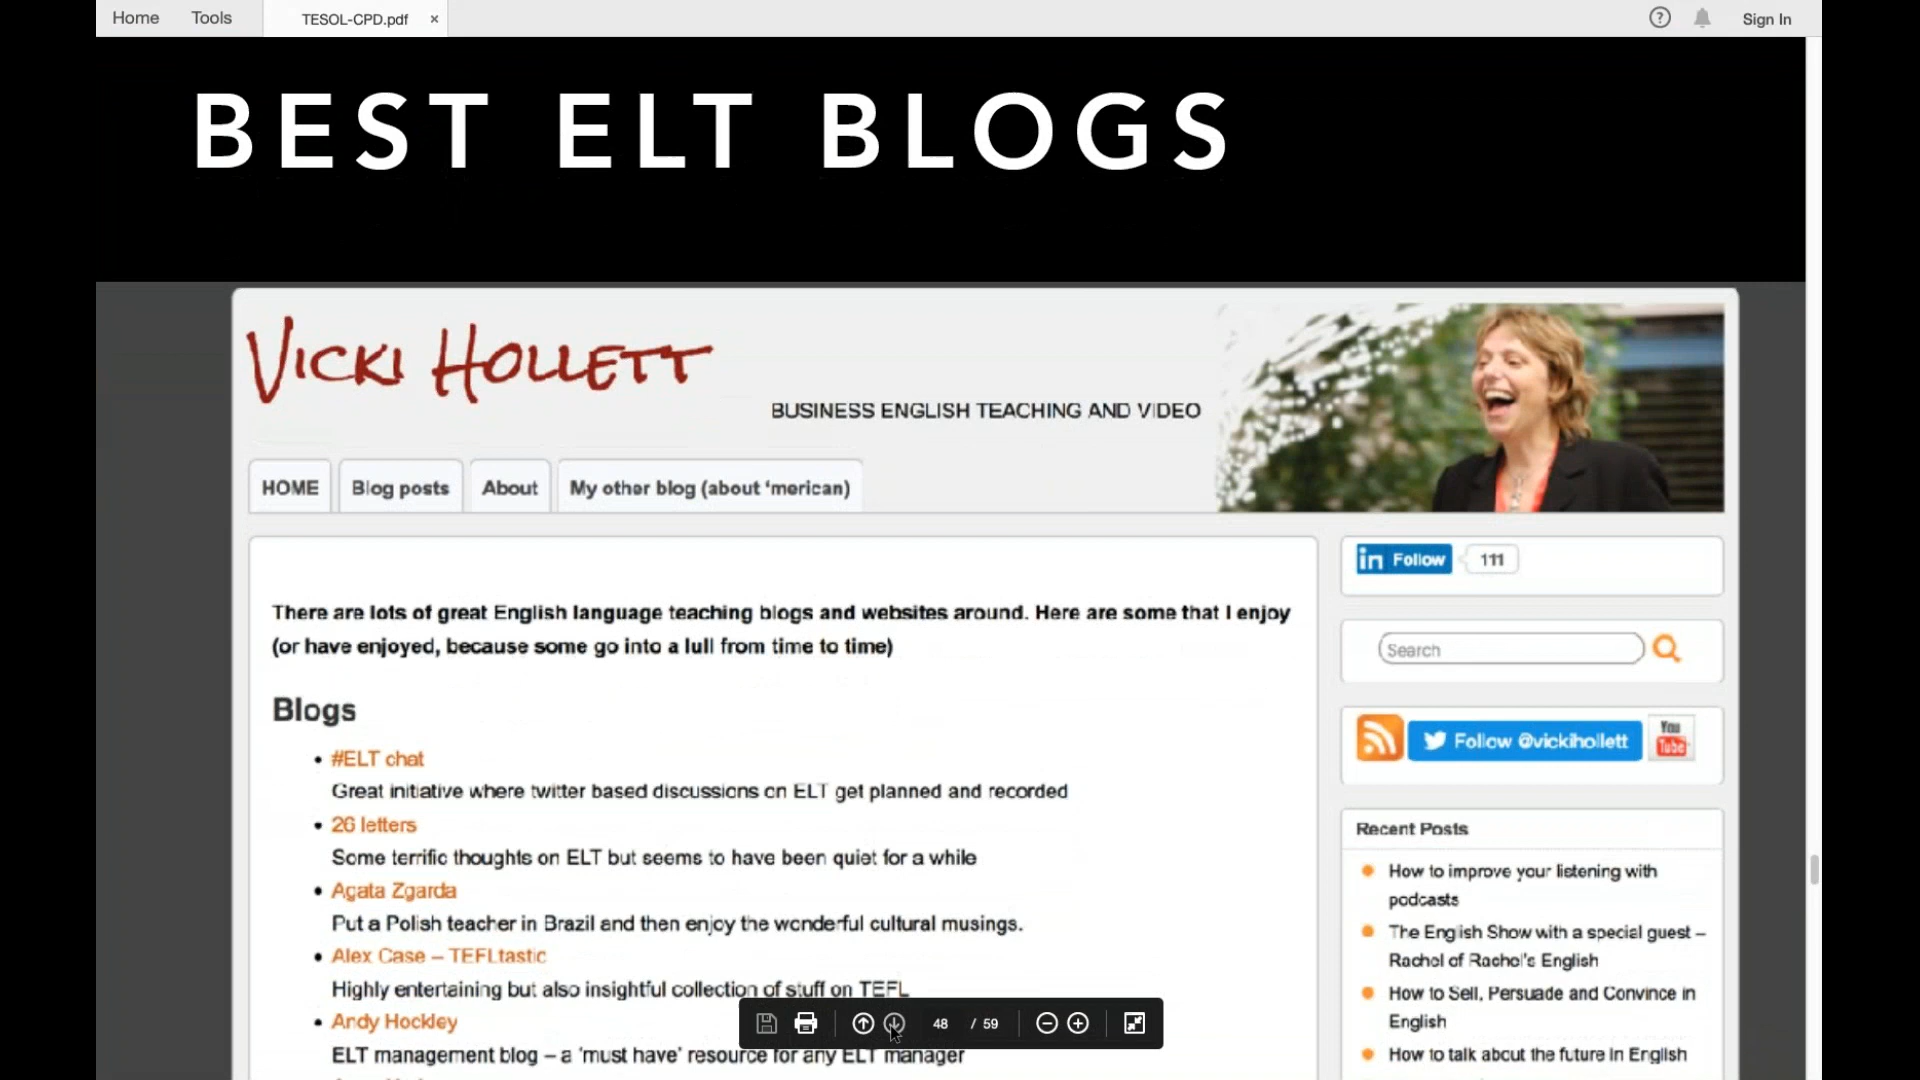 Home Tools TESOL-CPD.pdf × ? Sign In
BEST ELT BLOGS
VICKI HOLLETT
BUSINESS ENGLISH TEACHING AND VIDEO
HOME Blog posts About My other blog (about ‘merican)
There are lots of great English language teaching blogs and websites around. Here are some that I enjoy
(or have enjoyed, because some go into a lull from time to time)
Blogs
• #ELT chat
Great initiative where twitter based discussions on ELT get planned and recorded
• 26 letters
Some terrific thoughts on ELT but seems to have been quiet for a while
• Agata Zgarda
Put a Polish teacher in Brazil and then enjoy the wonderful cultural musings.
• Alex Case – TEFLtastic
Highly entertaining but also insightful collection of stuff on TEFL
• Andy Hockley
ELT management blog – a ‘must have’ resource for any ELT manager
in Follow 111
Search
Follow @vickihollett You Tube
Recent Posts
How to improve your listening with
podcasts
The English Show with a special guest –
Rachel of Rachel’s English
How to Sell, Persuade and Convince in
English
How to talk about the future in English
48 / 59